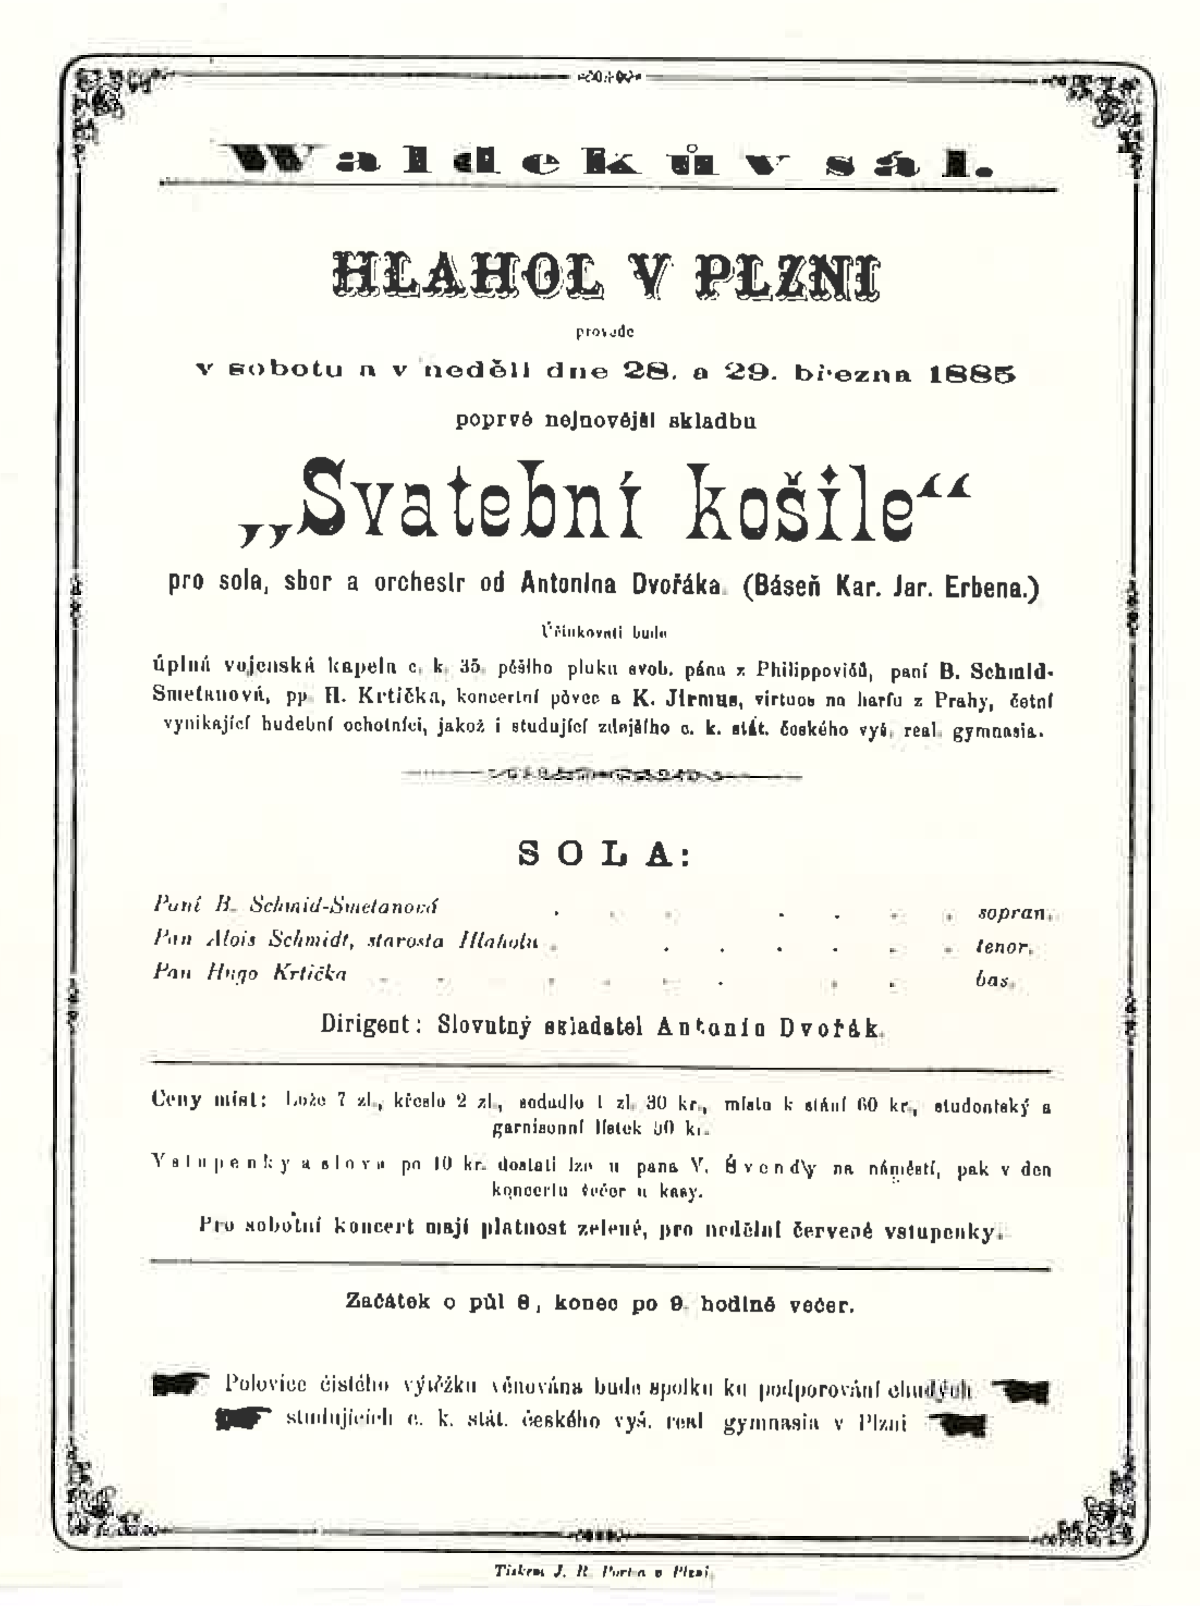 Waldekův sál.
HLAHOL V PLZNI
provede
v sobotu a v neděli dne 28. a 29. března 1885
poprvé nejnovější skladbu
„Svatební košile“
pro sola, sbor a orchestr od Antonína Dvořáka. (Báseň Kar. Jar. Erbena.)
Účinkovati bude
úplná vojenská kapela c. k. 35. pěšího pluku svob. pána z Philippovičů, paní B. Schmid-
Smetanová, pp. H. Krtička, koncertní pěvec a K. Jirmus, virtuos na harfu z Prahy, četní
vynikající hudební ochotníci, jakož i studující zdejšího c. k. stát. českého vyš. real. gymnasia.
SOLA:
Paní B. Schmid-Smetanová . . . . . . . sopran.
Pan Alois Schmidt, starosta Hlaholu . . . . . . . tenor.
Pan Hugo Krtička . . . . . . . . . bas.
Dirigent: Slovutný skladatel Antonín Dvořák.
Ceny míst: Lože 7 zl., křeslo 2 zl., sedadlo 1 zl. 30 kr., místo k stání 60 kr., studentský a
garnisonní lístek 50 kr.
Vstupenky a slova po 10 kr. dostati lze u pana V. Švendy na náměstí, pak v den
koncertu večer u kasy.
Pro sobotní koncert mají platnost zelené, pro nedělní červené vstupenky.
Začátek o půl 8, konec po 9. hodině večer.
Polovice čistého výtěžku věnována bude spolku ku podporování chudých
studujících c. k. stát. českého vyš. real gymnasia v Plzni
Tiskem J. R. Porta v Plzni.